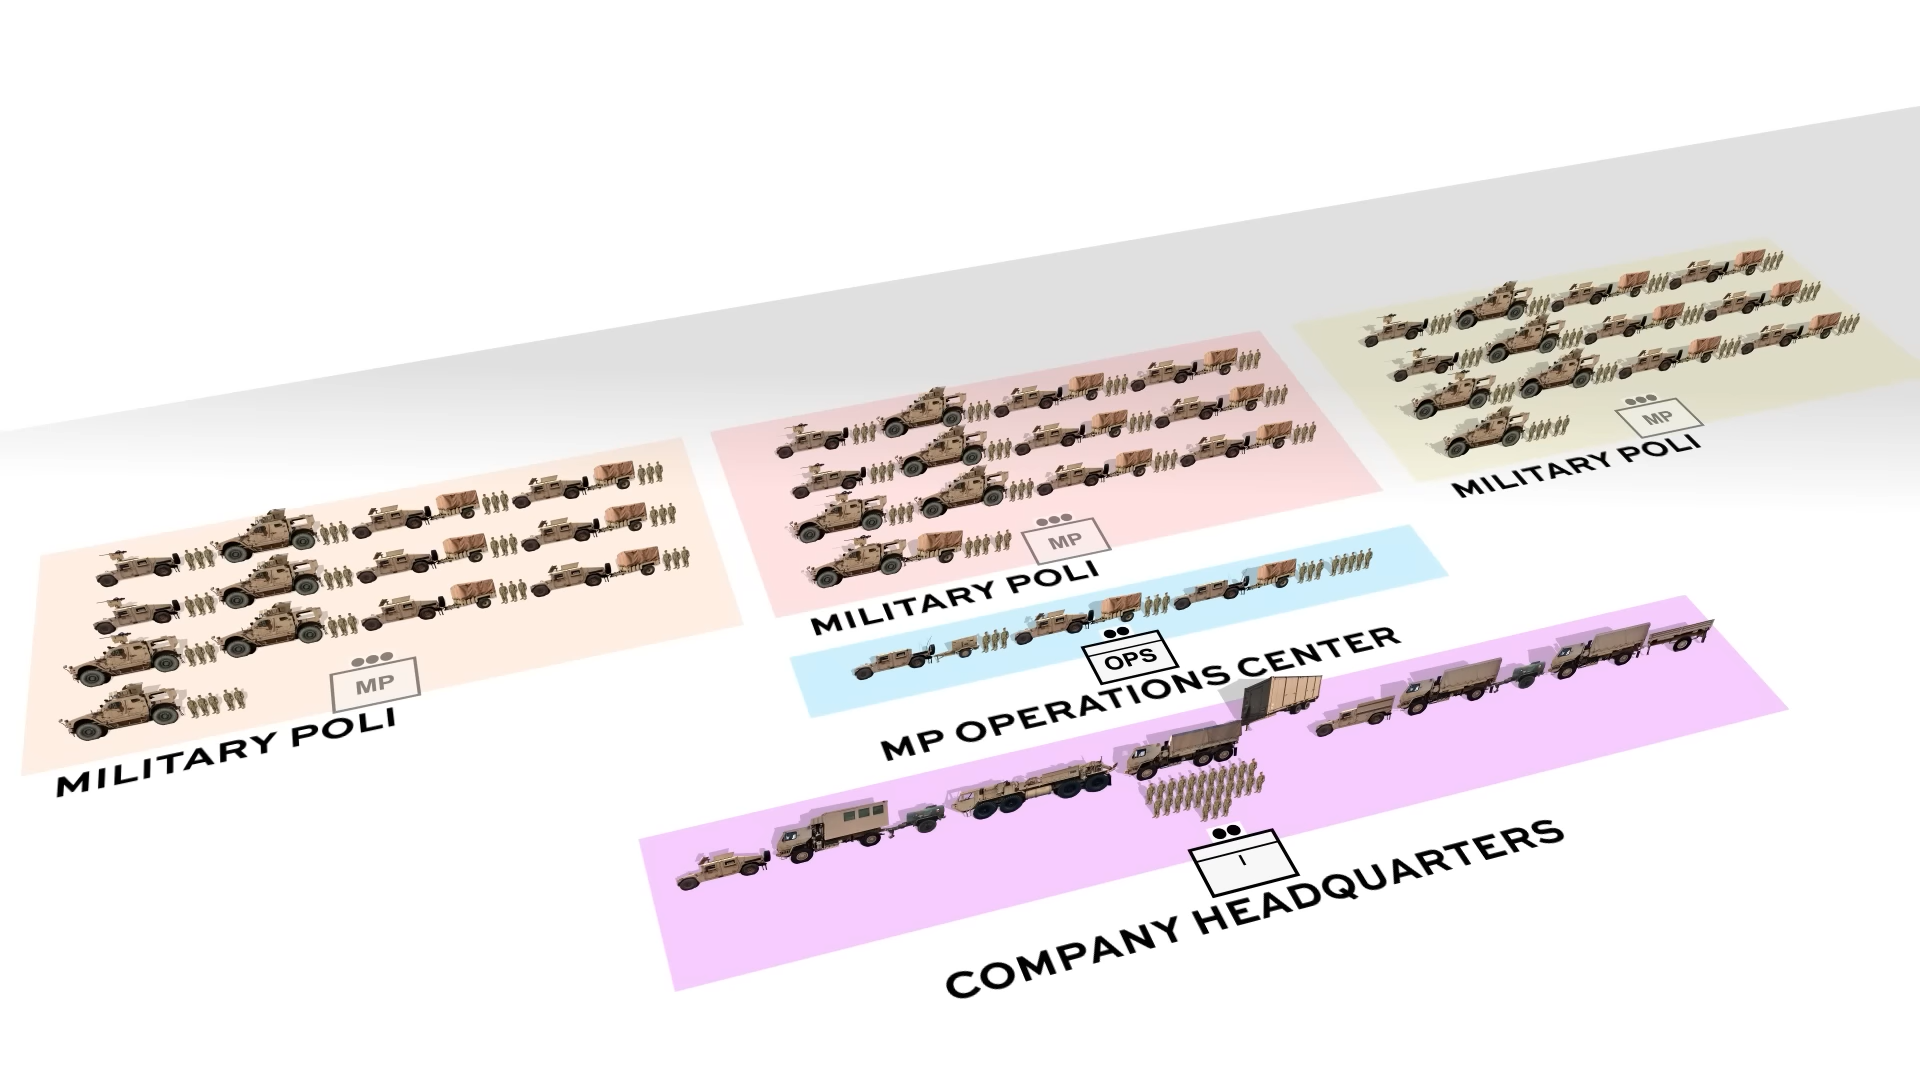 MP
MILITARY POLI
MP
MILITARY POLI
MP
MILITARY POLI
OPS
MP OPERATIONS CENTER
I
COMPANY HEADQUARTERS